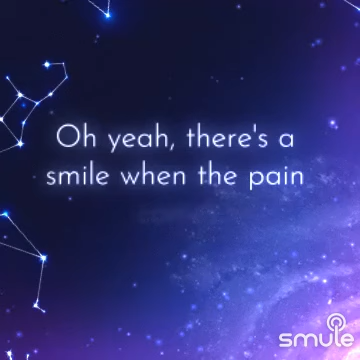 Oh yeah, there's a
smile when the pain
smule